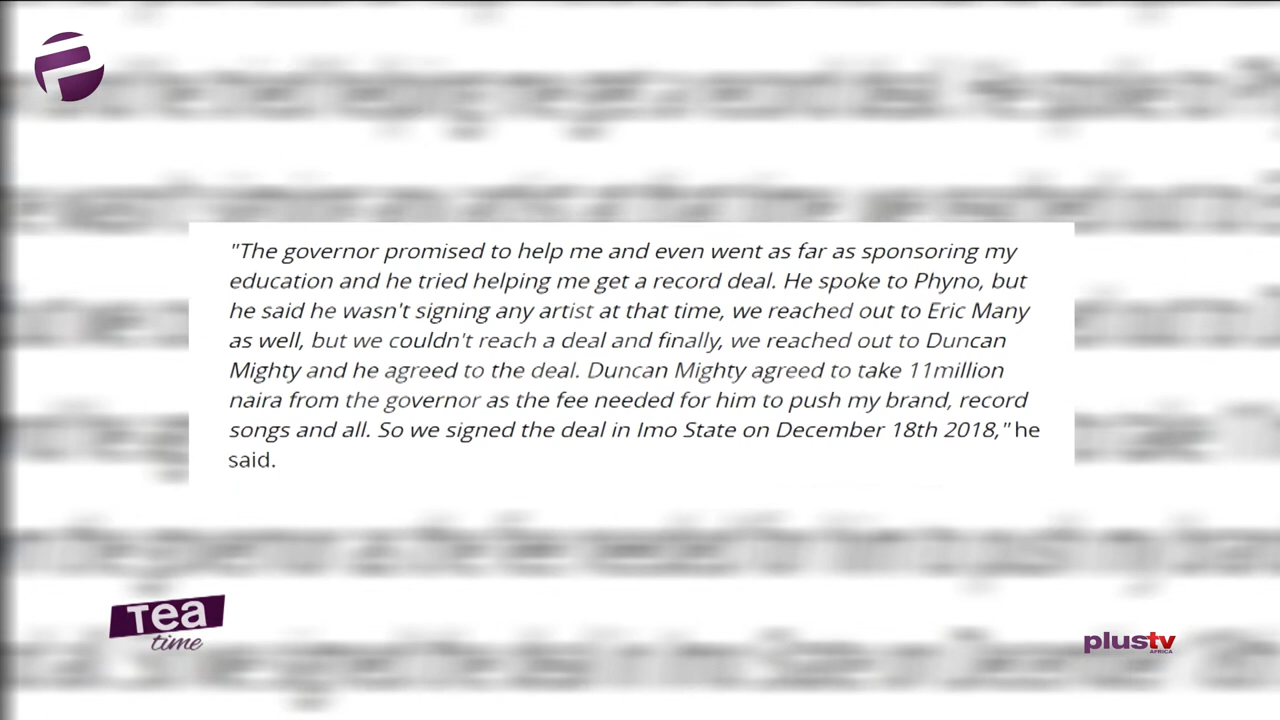 "The governor promised to help me and even went as far as sponsoring my
education and he tried helping me get a record deal. He spoke to Phyno, but
he said he wasn't signing any artist at that time, we reached out to Eric Many
as well, but we couldn't reach a deal and finally, we reached out to Duncan
Mighty and he agreed to the deal. Duncan Mighty agreed to take 11million
naira from the governor as the fee needed for him to push my brand, record
songs and all. So we signed the deal in Imo State on December 18th 2018," he
said.
Tea
time
plustv
AFRICA